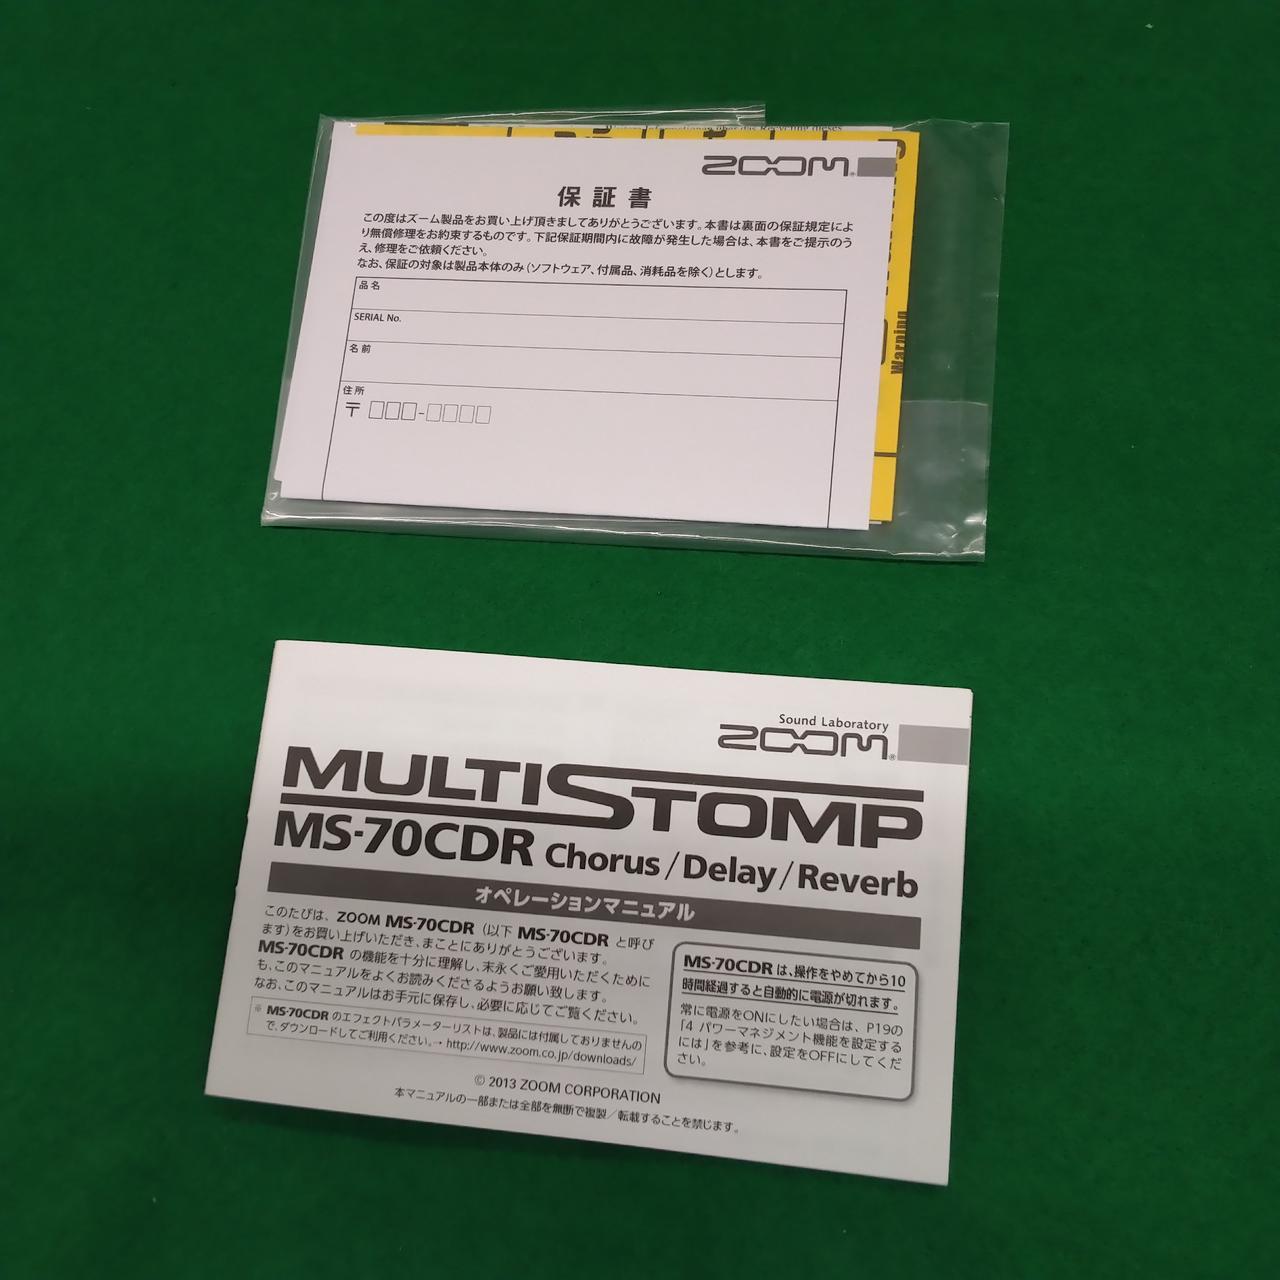 ZOOM
保証書
この度はズーム製品をお買い上げ頂きましてありがとうございます。本書は裏面の保証規定によ
り無償修理をお約束するものです。下記保証期間内に故障が発生した場合は、本書をご提示のう
え、修理をご依頼ください。
なお、保証の対象は製品本体のみ(ソフトウェア、付属品、消耗品を除く)とします。
品名
SERIAL No.
名前
住所
〒□□□-□□□□
Warning
Sound Laboratory
ZOOM®
MULTISTOMP
MS-70CDR Chorus/Delay/Reverb
オペレーションマニュアル
このたびは、ZOOM MS-70CDR (以下 MS-70CDR と呼び
ます)をお買い上げいただき、まことにありがとうございます。
MS-70CDR の機能を十分に理解し、末永くご愛用いただくために
も、このマニュアルをよくお読みくださるようお願い致します。
なお、このマニュアルはお手元に保存し、必要に応じてご覧ください。
※ MS-70CDR のエフェクトパラメーターリストは、製品には付属しておりませんの
で、ダウンロードしてご利用ください。→ http://www.zoom.co.jp/downloads/
MS-70CDR は、操作をやめてから10
時間経過すると自動的に電源が切れます。
常に電源をONにしたい場合は、P19の
「4 パワーマネジメント機能を設定する
には」を参考に、設定をOFFにしてくだ
さい。
© 2013 ZOOM CORPORATION
本マニュアルの一部または全部を無断で複製/転載することを禁じます。